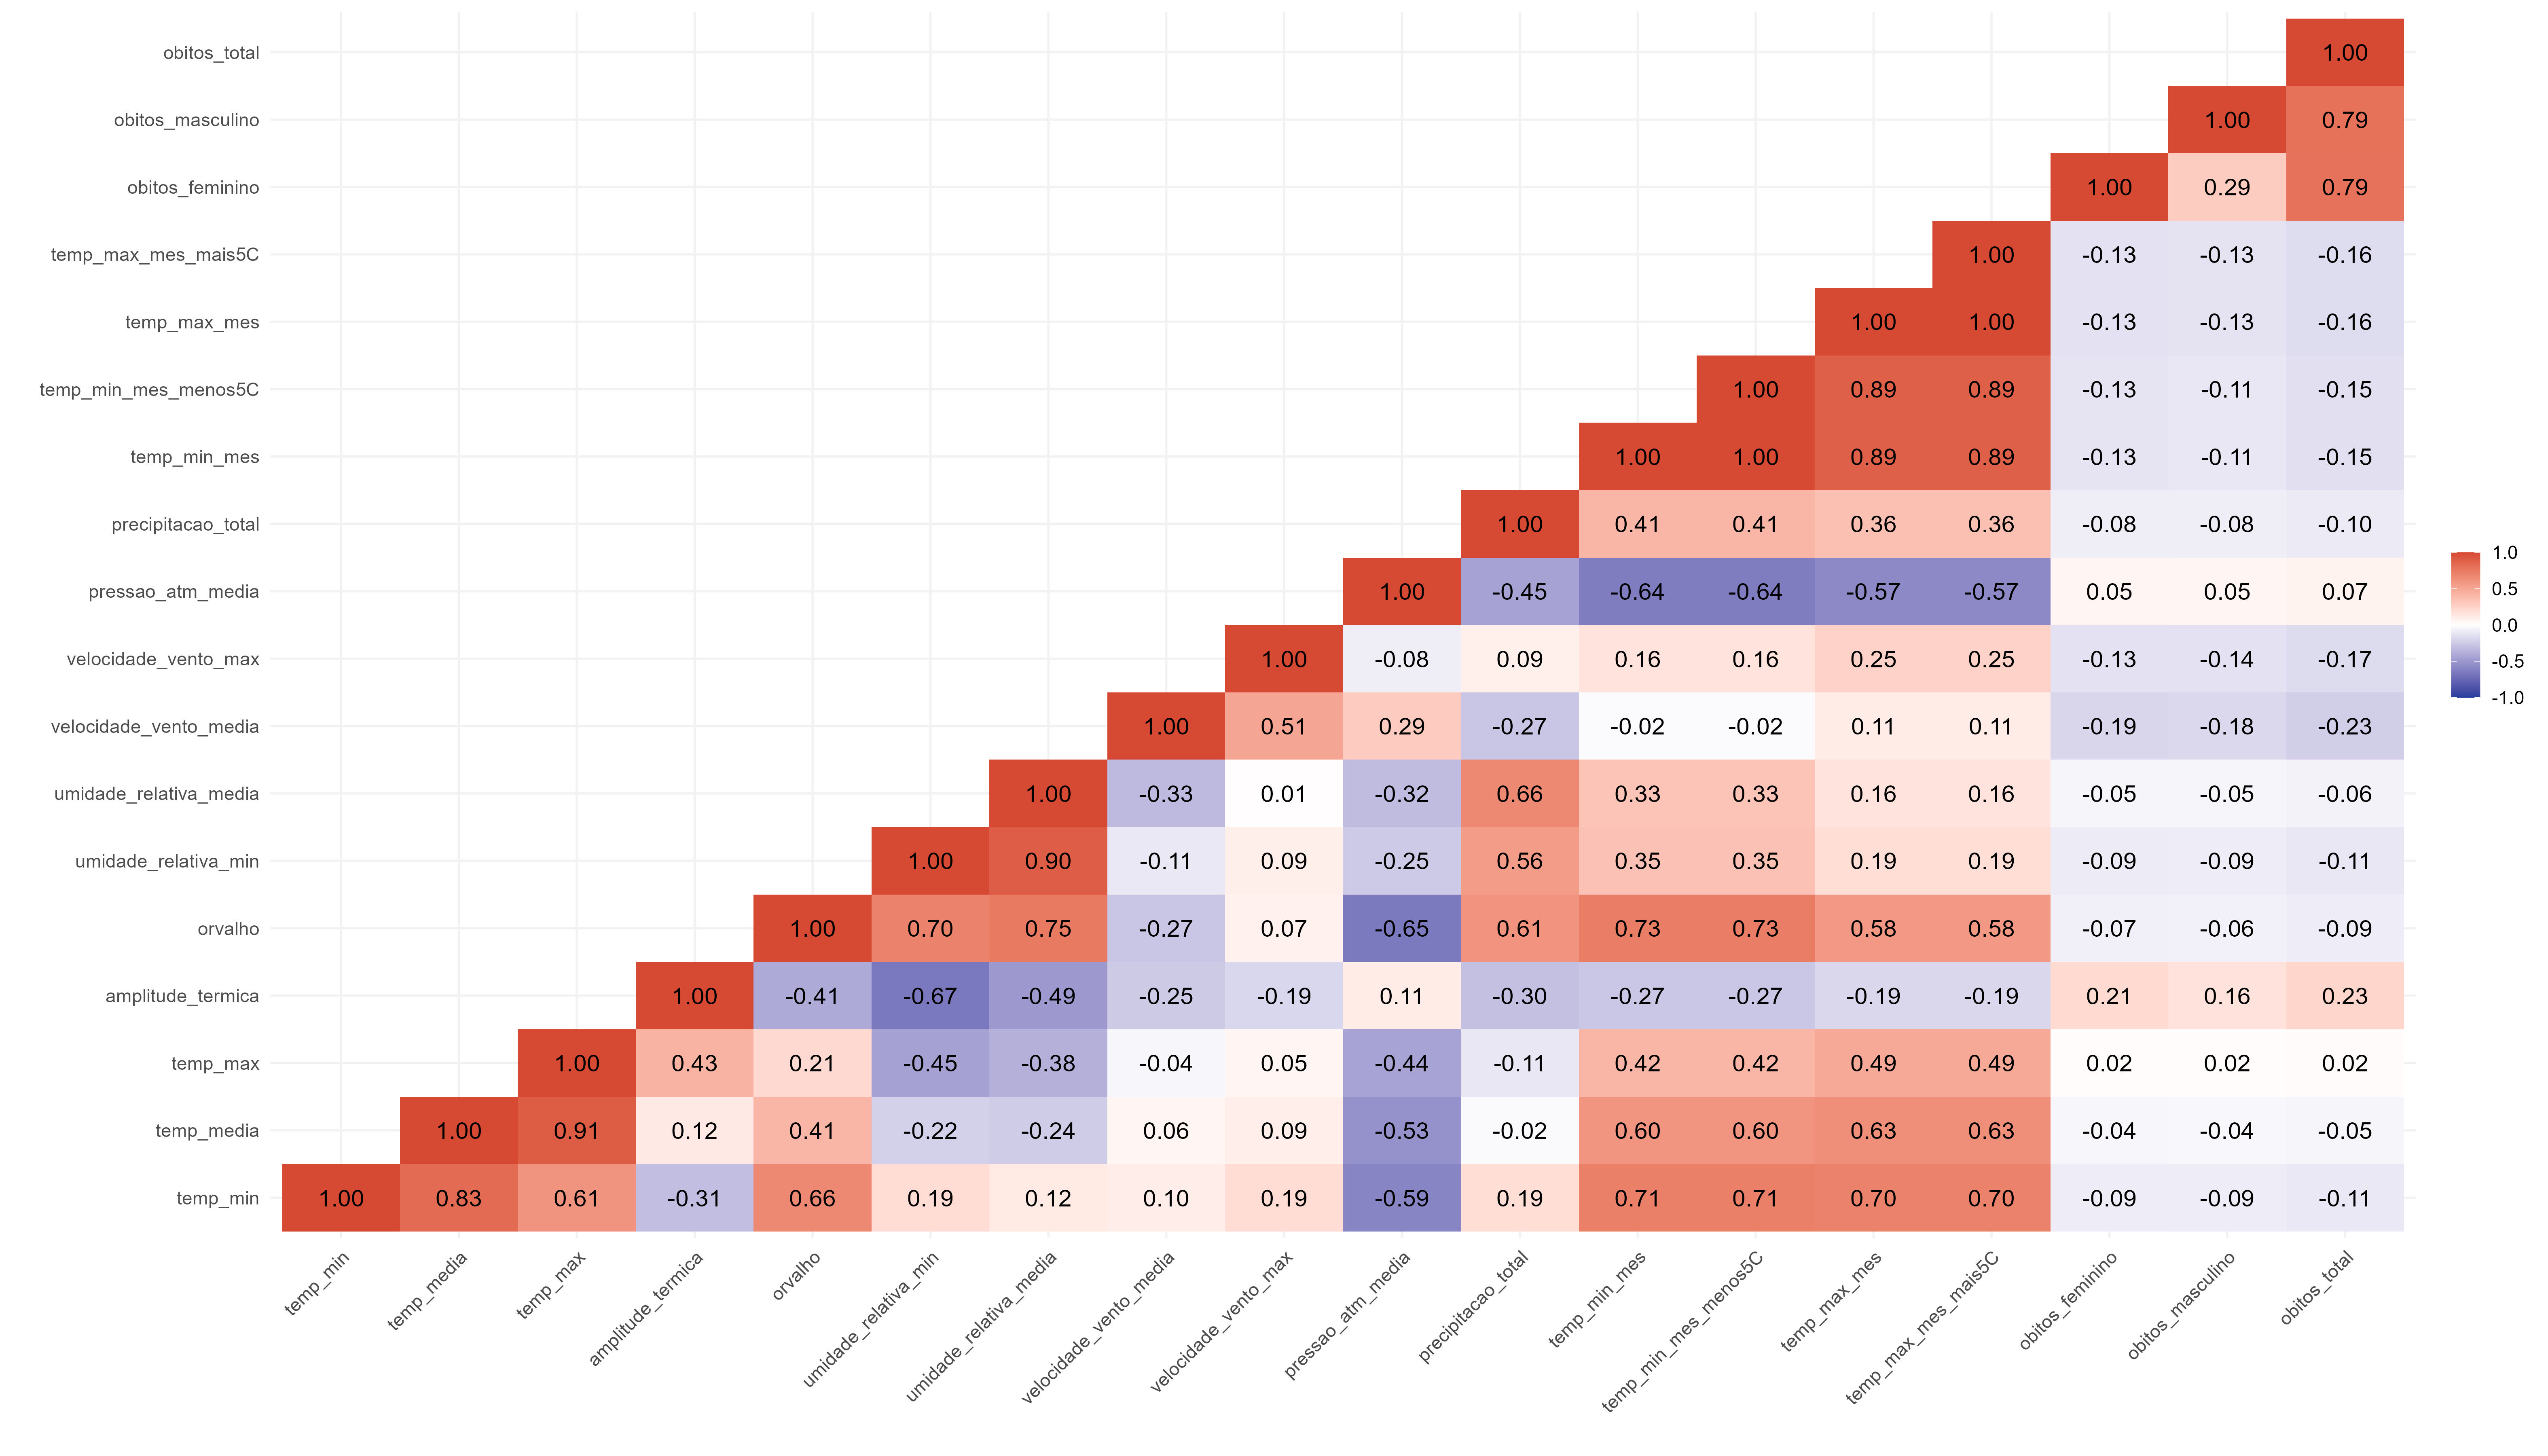 obitos_total 1.00
obitos_masculino 1.00 0.79
obitos_feminino 1.00 0.29 0.79
temp_max_mes_mais5C 1.00 -0.13 -0.13 -0.16
temp_max_mes 1.00 1.00 -0.13 -0.13 -0.16
temp_min_mes_menos5C 1.00 0.89 0.89 -0.13 -0.11 -0.15
temp_min_mes 1.00 1.00 0.89 0.89 -0.13 -0.11 -0.15
precipitacao_total 1.00 0.41 0.41 0.36 0.36 -0.08 -0.08 -0.10
pressao_atm_media 1.00 -0.45 -0.64 -0.64 -0.57 -0.57 0.05 0.05 0.07
velocidade_vento_max 1.00 -0.08 0.09 0.16 0.16 0.25 0.25 -0.13 -0.14 -0.17
velocidade_vento_media 1.00 0.51 0.29 -0.27 -0.02 -0.02 0.11 0.11 -0.19 -0.18 -0.23
umidade_relativa_media 1.00 -0.33 0.01 -0.32 0.66 0.33 0.33 0.16 0.16 -0.05 -0.05 -0.06
umidade_relativa_min 1.00 0.90 -0.11 0.09 -0.25 0.56 0.35 0.35 0.19 0.19 -0.09 -0.09 -0.11
orvalho 1.00 0.70 0.75 -0.27 0.07 -0.65 0.61 0.73 0.73 0.58 0.58 -0.07 -0.06 -0.09
amplitude_termica 1.00 -0.41 -0.67 -0.49 -0.25 -0.19 0.11 -0.30 -0.27 -0.27 -0.19 -0.19 0.21 0.16 0.23
temp_max 1.00 0.43 0.21 -0.45 -0.38 -0.04 0.05 -0.44 -0.11 0.42 0.42 0.49 0.49 0.02 0.02 0.02
temp_media 1.00 0.91 0.12 0.41 -0.22 -0.24 0.06 0.09 -0.53 -0.02 0.60 0.60 0.63 0.63 -0.04 -0.04 -0.05
temp_min 1.00 0.83 0.61 -0.31 0.66 0.19 0.12 0.10 0.19 -0.59 0.19 0.71 0.71 0.70 0.70 -0.09 -0.09 -0.11
temp_min
temp_media
temp_max
amplitude_termica
orvalho
umidade_relativa_min
umidade_relativa_media
velocidade_vento_media
velocidade_vento_max
pressao_atm_media
precipitacao_total
temp_min_mes
temp_min_mes_menos5C
temp_max_mes
temp_max_mes_mais5C
obitos_feminino
obitos_masculino
obitos_total
1.0
0.5
0.0
-0.5
-1.0